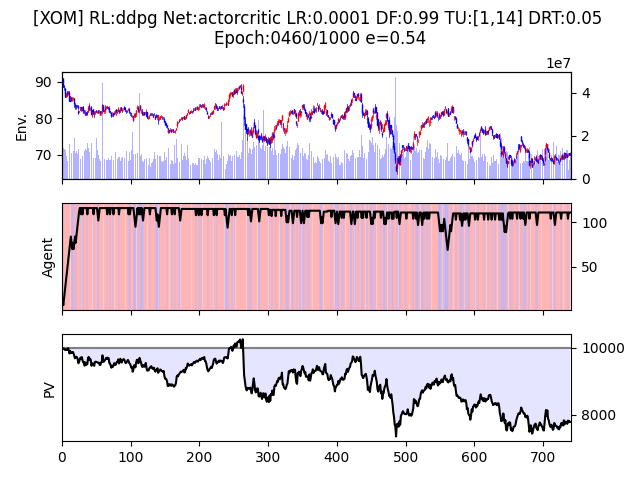 [XOM] RL:ddpg Net:actorcritic LR:0.0001 DF:0.99 TU:[1,14] DRT:0.05
Epoch:0460/1000 e=0.54
1e7
Env.
90
80
70
4
2
0
Agent
100
50
PV
10000
8000
0 100 200 300 400 500 600 700